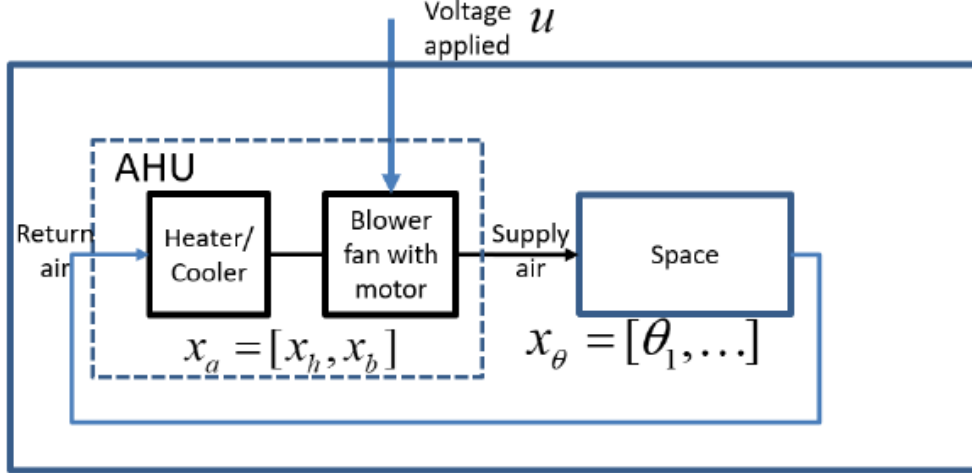 Voltage
applied
u
AHU
Return
air
Heater/
Cooler
Blower
fan with
motor
Supply
air
Space
x_a = [x_h, x_b]
x_θ = [θ_1, ...]